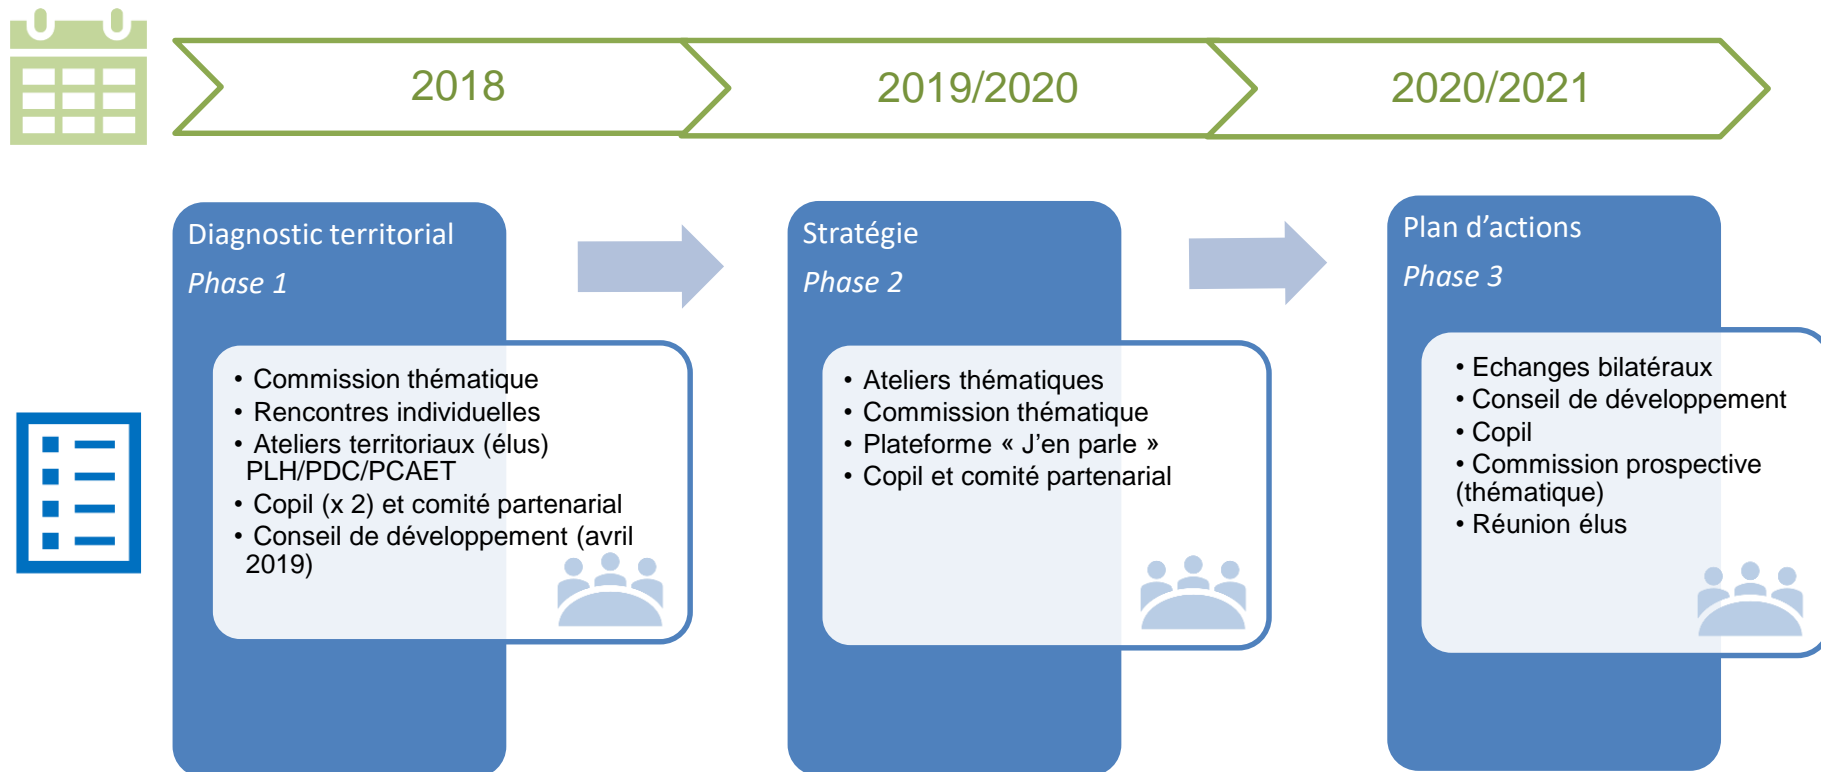 2018
2019/2020
2020/2021
Diagnostic territorial
Phase 1
• Commission thématique
• Rencontres individuelles
• Ateliers territoriaux (élus)
PLH/PDC/PCAET
• Copil (x 2) et comité partenarial
• Conseil de développement (avril
2019)
Stratégie
Phase 2
• Ateliers thématiques
• Commission thématique
• Plateforme « J’en parle »
• Copil et comité partenarial
Plan d’actions
Phase 3
• Echanges bilatéraux
• Conseil de développement
• Copil
• Commission prospective
(thématique)
• Réunion élus